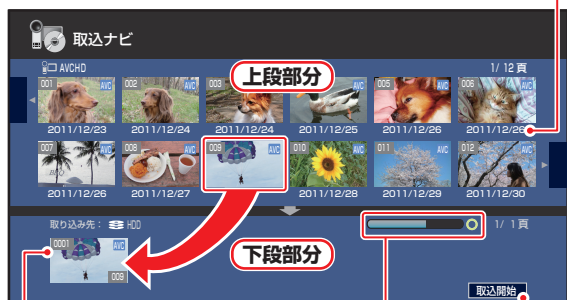 取込ナビ
AVCHD
1/ 12 頁
上段部分
001 AVC
002 AVC
003
005 AVC
006 AVC
2011/12/23
2011/12/24
2011/12/24
2011/12/25
2011/12/26
2011/12/26
007 AVC
008 AVC
009 AVC
010 AVC
011 AVC
012 AVC
2011/12/26
2011/12/27
2011/12/28
2011/12/29
2011/12/30
取り込み先： HDD
1/ 1 頁
下段部分
0001 AVC
009
取込開始